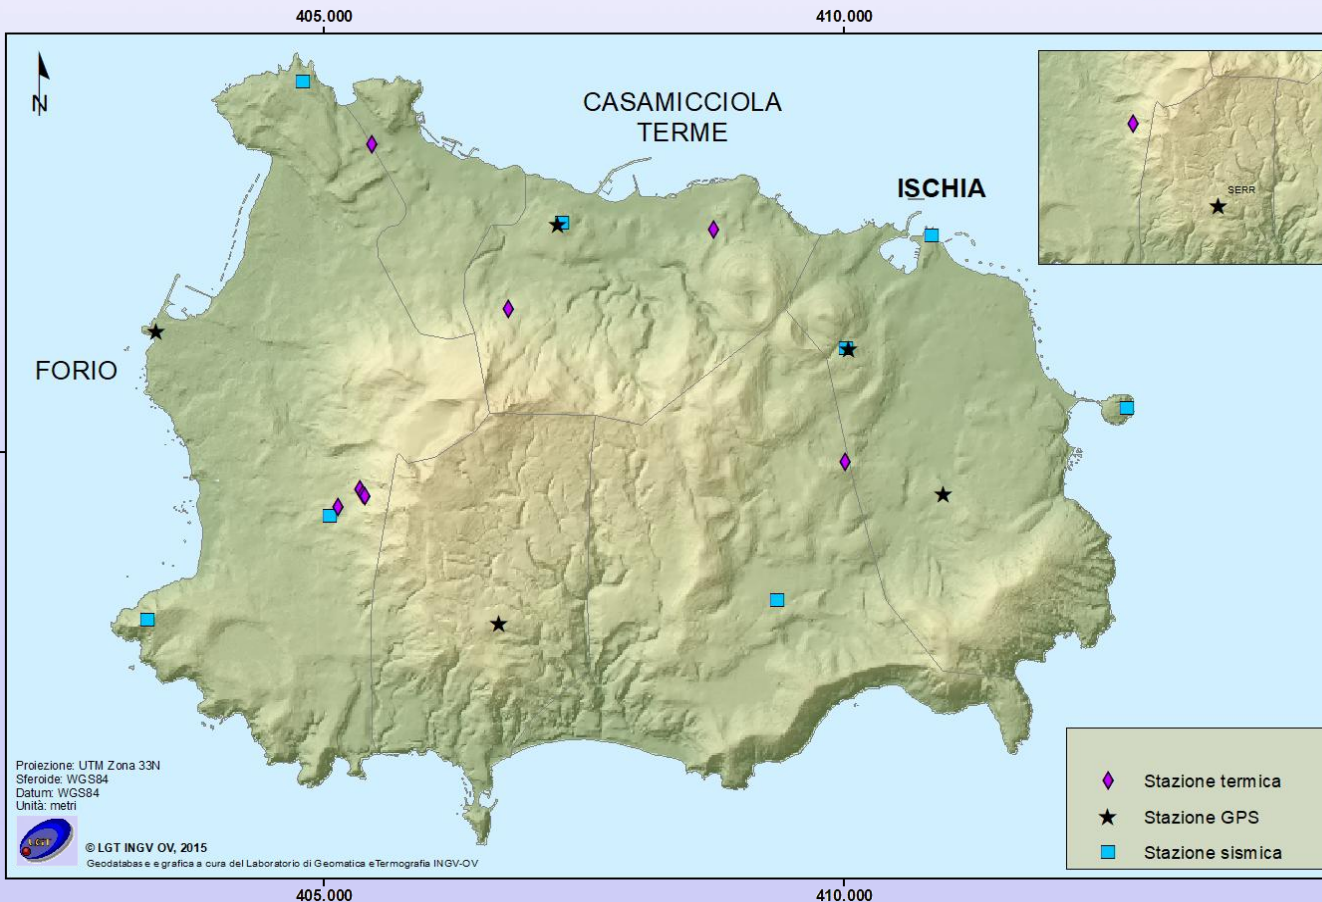 405.000
410.000
N
CASAMICCIOLA
TERME
ISCHIA
SERR
FORIO
Proiezione: UTM Zona 33N
Sferoide: WGS84
Datum: WGS84
Unità: metri
© LGT INGV OV, 2015
Geodatabase e grafica a cura del Laboratorio di Geomatica e Termografia INGV-OV
Stazione termica
Stazione GPS
Stazione sismica
405.000
410.000